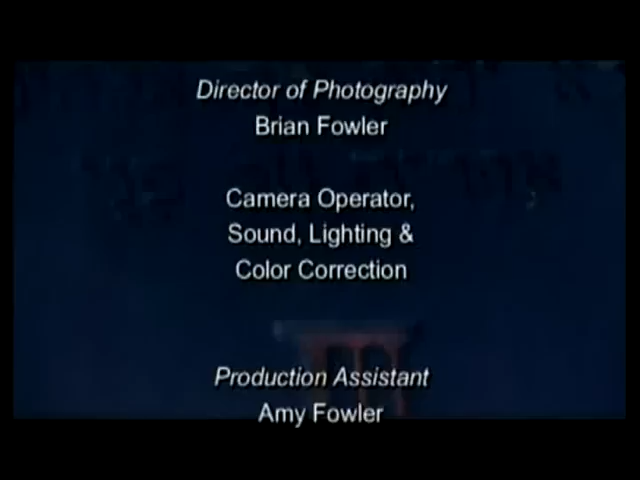 Director of Photography
Brian Fowler
Camera Operator,
Sound, Lighting &
Color Correction
Production Assistant
Amy Fowler